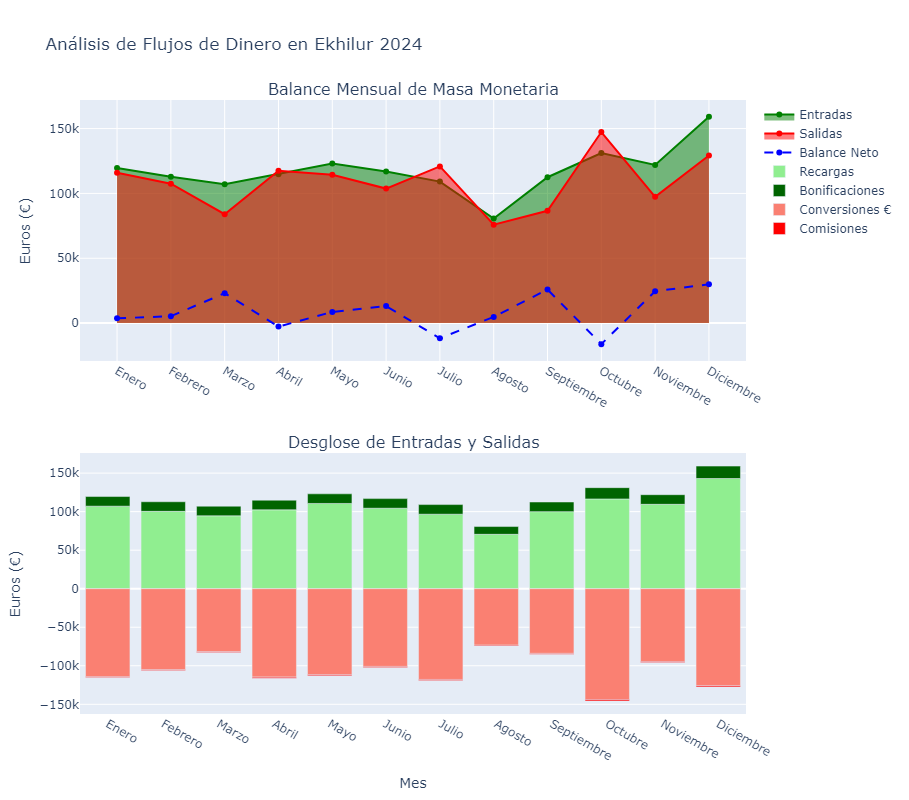 Análisis de Flujos de Dinero en Ekhilur 2024
Balance Mensual de Masa Monetaria
Entradas
Salidas
Balance Neto
Recargas
Bonificaciones
Conversiones €
Comisiones
Euros (€)
150k
100k
50k
0
Enero
Febrero
Marzo
Abril
Mayo
Junio
Julio
Agosto
Septiembre
Octubre
Noviembre
Diciembre
Desglose de Entradas y Salidas
Euros (€)
150k
100k
50k
0
−50k
−100k
−150k
Enero
Febrero
Marzo
Abril
Mayo
Junio
Julio
Agosto
Septiembre
Octubre
Noviembre
Diciembre
Mes